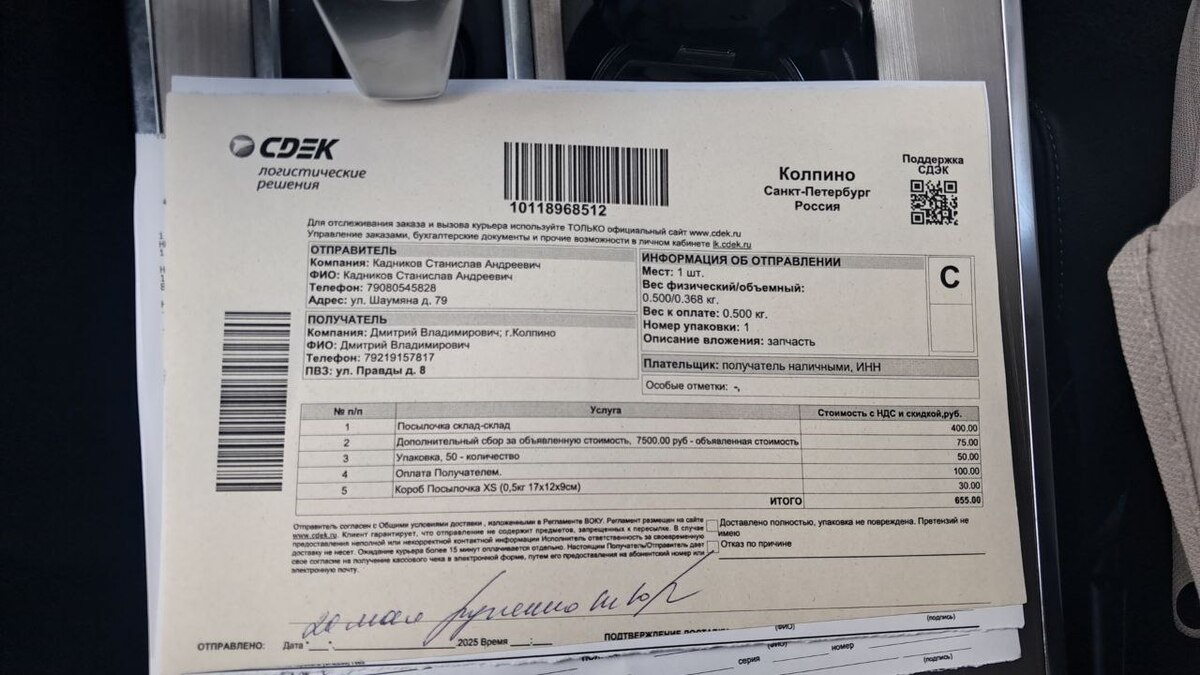 CDEK
логистические
решения
10118968512
Колпино
Санкт-Петербург
Россия
Поддержка
СДЭК
Для отслеживания заказа и вызова курьера используйте ТОЛЬКО официальный сайт www.cdek.ru
Управление заказами, бухгалтерские документы и прочие возможности в личном кабинете lk.cdek.ru
ОТПРАВИТЕЛЬ
Компания: Кадников Станислав Андреевич
ФИО: Кадников Станислав Андреевич
Телефон: 79080545828
Адрес: ул. Шаумяна д. 79
ПОЛУЧАТЕЛЬ
Компания: Дмитрий Владимирович; г.Колпино
ФИО: Дмитрий Владимирович
Телефон: 79219157817
ПВЗ: ул. Правды д. 8
ИНФОРМАЦИЯ ОБ ОТПРАВЛЕНИИ
Мест: 1 шт.
Вес физический/объемный:
0.500/0.368 кг.
Вес к оплате: 0.500 кг.
Номер упаковки: 1
Описание вложения: запчасть
С
Плательщик: получатель наличными, ИНН
Особые отметки: -,
№ п/п Услуга Стоимость с НДС и скидкой,руб.
1 Посылочка склад-склад 400.00
2 Дополнительный сбор за объявленную стоимость, 7500.00 руб - объявленная стоимость 75.00
3 Упаковка, 50 - количество 50.00
4 Оплата Получателем. 100.00
5 Короб Посылочка XS (0,5кг 17x12x9см) 30.00
ИТОГО 655.00
Отправитель согласен с Общими условиями доставки , изложенными в Регламенте ВОКУ. Регламент размещен на сайте
www.cdek.ru. Клиент гарантирует, что отправление не содержит предметов, запрещенных к пересылке. В случае
предоставления неполной или некорректной контактной информации Исполнитель ответственность за своевременную
доставку не несет. Ожидание курьера более 15 минут оплачивается отдельно. Настоящим Получатель/Отправитель дает
свое согласие на получение кассового чека в электронной форме, путем его предоставления на абонентский номер или
электронную почту.
Доставлено полностью, упаковка не повреждена. Претензий не
имею
Отказ по причине
ОТПРАВЛЕНО: Дата "__"__ 2025 Время __:__
(ФИО)
(подпись)
серия
(ФИО)
номер
(подпись)